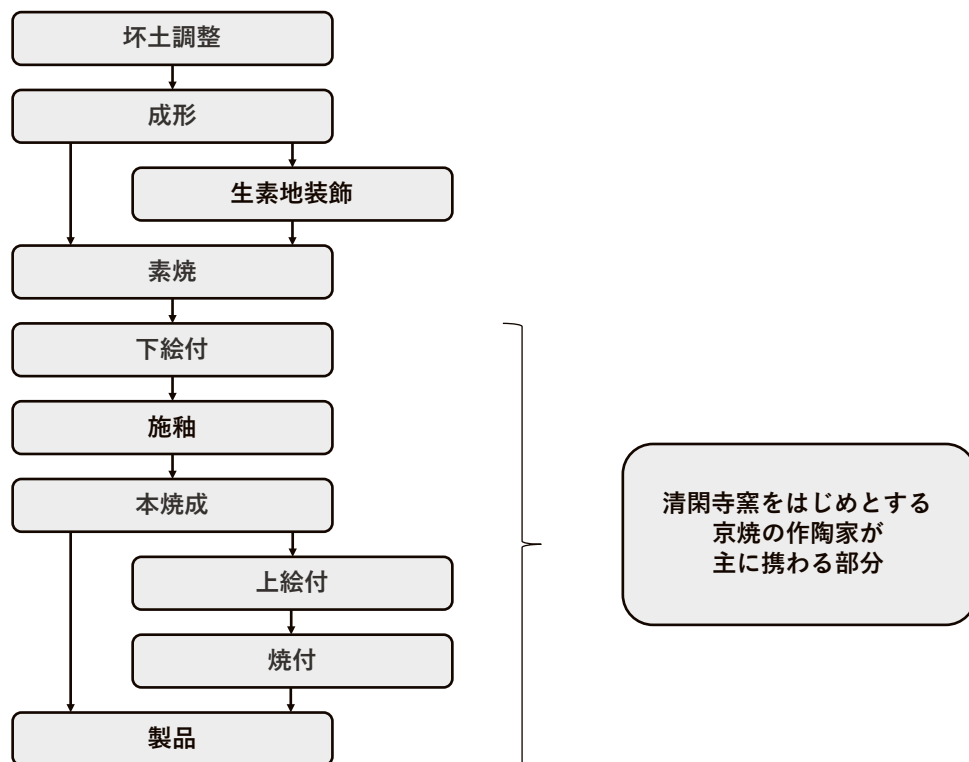 坏土調整
成形
生素地装飾
素焼
下絵付
施釉
本焼成
上絵付
焼付
製品
清閑寺窯をはじめとする
京焼の作陶家が
主に携わる部分